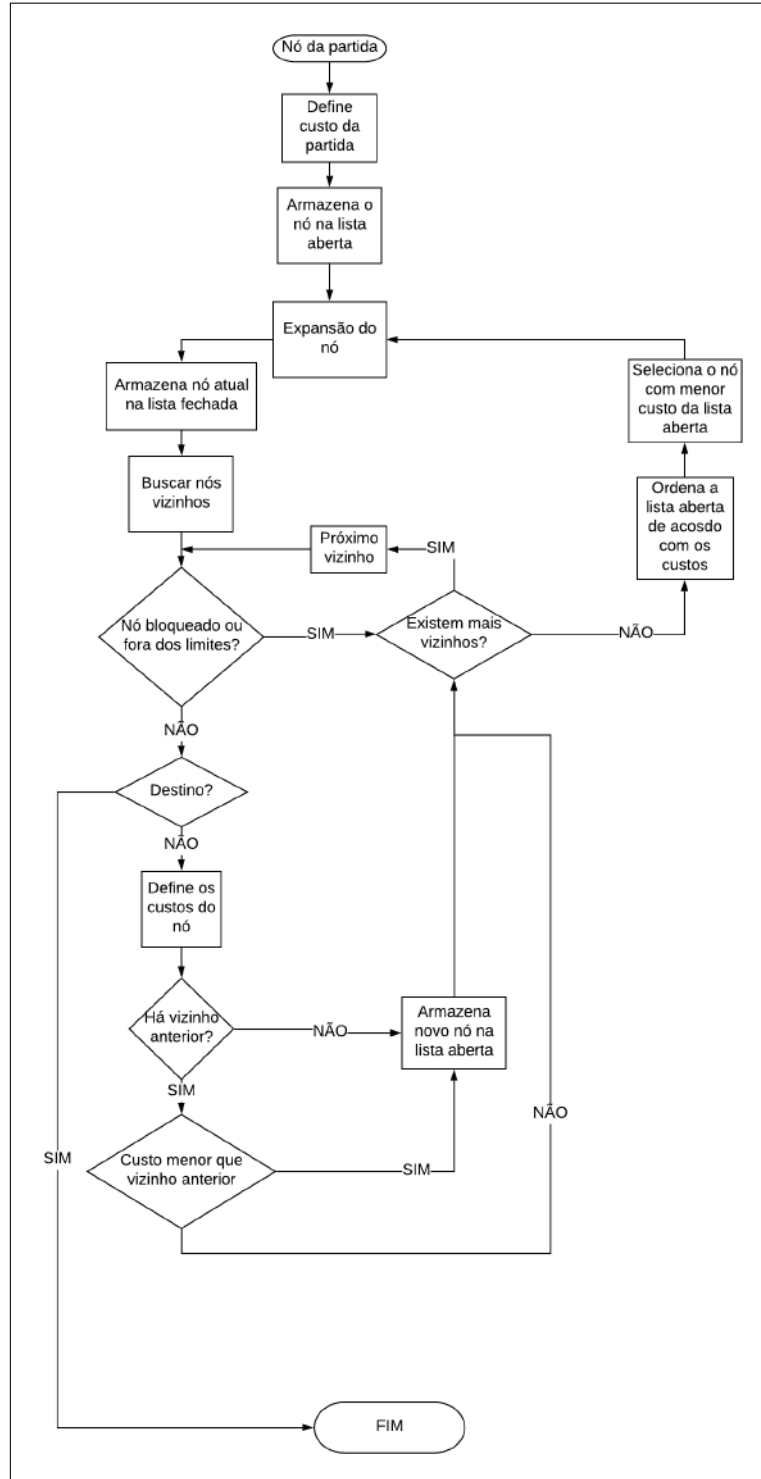 Nó da partida
Define
custo da
partida
Armazena o
nó na lista
aberta
Expansão do
nó
Armazena nó atual
na lista fechada
Seleciona o nó
com menor
custo da lista
aberta
Buscar nós
vizinhos
Ordena a
lista aberta
de acosdo
com os
custos
Próximo
vizinho
SIM
Nó bloqueado ou
fora dos limites?
SIM
Existem mais
vizinhos?
NÃO
NÃO
Destino?
NÃO
Define os
custos do
nó
Há vizinho
anterior?
NÃO
Armazena
novo nó na
lista aberta
SIM
NÃO
SIM
Custo menor que
vizinho anterior
SIM
FIM